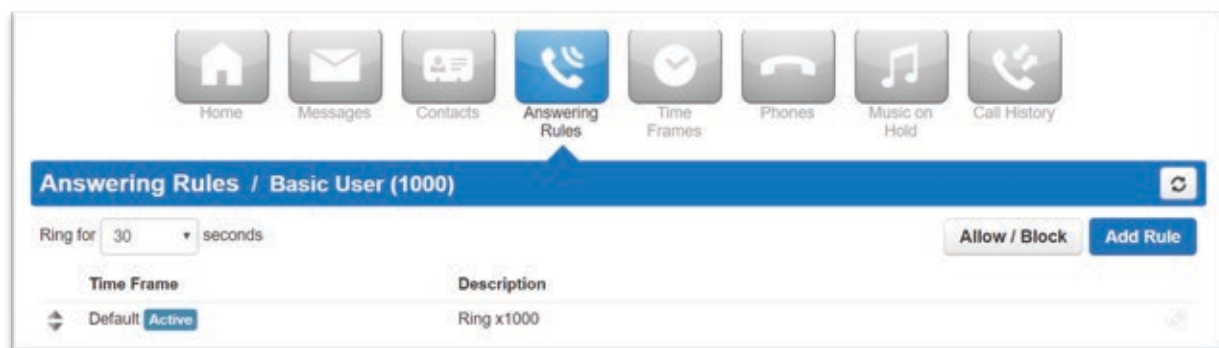 Home Messages Contacts Answering Rules Time Frames Phones Music on Hold Call History
Answering Rules / Basic User (1000)
Ring for 30 seconds Allow / Block Add Rule
Time Frame Description
Default Active Ring x1000